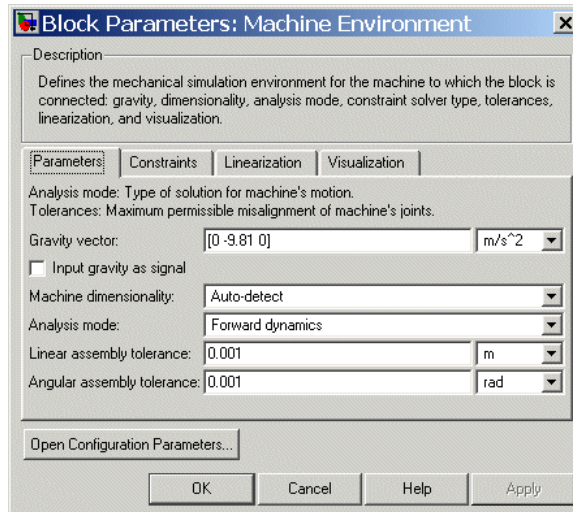 Block Parameters: Machine Environment
Description
Defines the mechanical simulation environment for the machine to which the block is
connected: gravity, dimensionality, analysis mode, constraint solver type, tolerances,
linearization, and visualization.
Parameters Constraints Linearization Visualization
Analysis mode: Type of solution for machine's motion.
Tolerances: Maximum permissible misalignment of machine's joints.
Gravity vector: [0 -9.81 0] m/s^2
Input gravity as signal
Machine dimensionality: Auto-detect
Analysis mode: Forward dynamics
Linear assembly tolerance: 0.001 m
Angular assembly tolerance: 0.001 rad
Open Configuration Parameters...
OK Cancel Help Apply